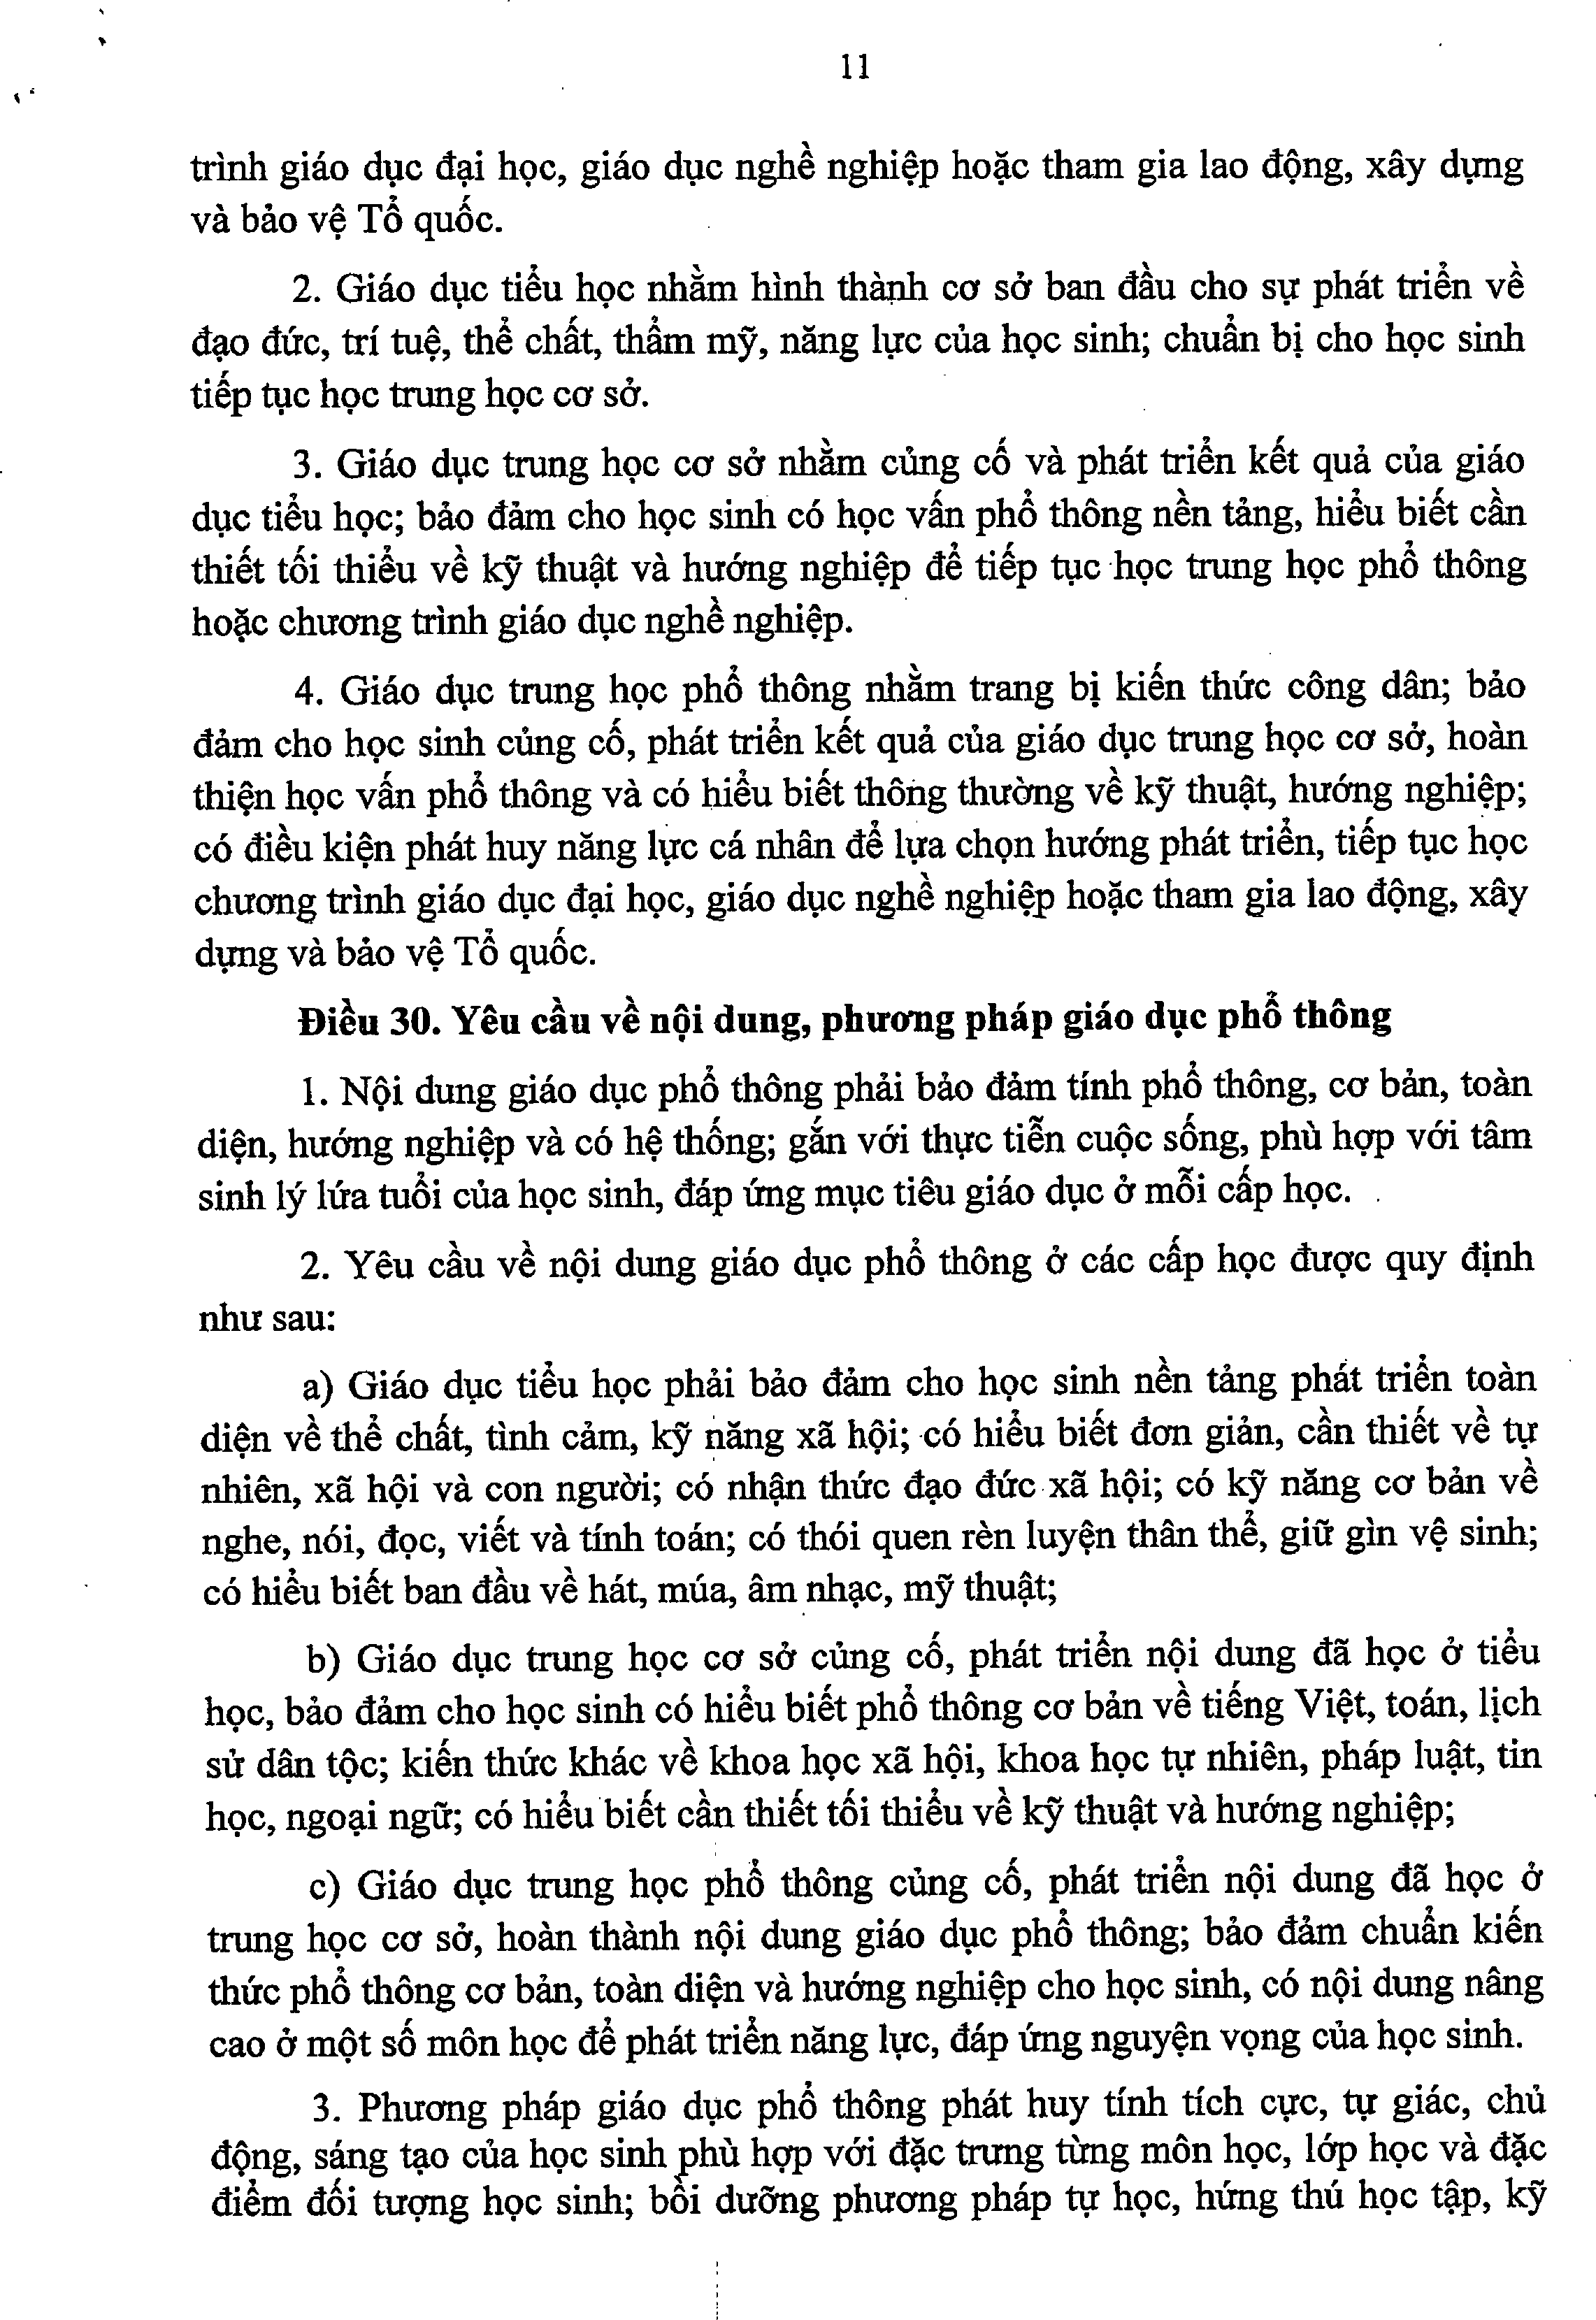 11
trình giáo dục đại học, giáo dục nghề nghiệp hoặc tham gia lao động, xây dựng
và bảo vệ Tổ quốc.
2. Giáo dục tiểu học nhằm hình thành cơ sở ban đầu cho sự phát triển về
đạo đức, trí tuệ, thể chất, thẩm mỹ, năng lực của học sinh; chuẩn bị cho học sinh
tiếp tục học trung học cơ sở.
3. Giáo dục trung học cơ sở nhằm củng cố và phát triển kết quả của giáo
dục tiểu học; bảo đảm cho học sinh có học vấn phổ thông nền tảng, hiểu biết cần
thiết tối thiểu về kỹ thuật và hướng nghiệp để tiếp tục học trung học phổ thông
hoặc chương trình giáo dục nghề nghiệp.
4. Giáo dục trung học phổ thông nhằm trang bị kiến thức công dân; bảo
đảm cho học sinh củng cố, phát triển kết quả của giáo dục trung học cơ sở, hoàn
thiện học vấn phổ thông và có hiểu biết thông thường về kỹ thuật, hướng nghiệp;
có điều kiện phát huy năng lực cá nhân để lựa chọn hướng phát triển, tiếp tục học
chương trình giáo dục đại học, giáo dục nghề nghiệp hoặc tham gia lao động, xây
dựng và bảo vệ Tổ quốc.
Điều 30. Yêu cầu về nội dung, phương pháp giáo dục phổ thông
1. Nội dung giáo dục phổ thông phải bảo đảm tính phổ thông, cơ bản, toàn
diện, hướng nghiệp và có hệ thống; gắn với thực tiễn cuộc sống, phù hợp với tâm
sinh lý lứa tuổi của học sinh, đáp ứng mục tiêu giáo dục ở mỗi cấp học.
2. Yêu cầu về nội dung giáo dục phổ thông ở các cấp học được quy định
như sau:
a) Giáo dục tiểu học phải bảo đảm cho học sinh nền tảng phát triển toàn
diện về thể chất, tình cảm, kỹ năng xã hội; có hiểu biết đơn giản, cần thiết về tự
nhiên, xã hội và con người; có nhận thức đạo đức xã hội; có kỹ năng cơ bản về
nghe, nói, đọc, viết và tính toán; có thói quen rèn luyện thân thể, giữ gìn vệ sinh;
có hiểu biết ban đầu về hát, múa, âm nhạc, mỹ thuật;
b) Giáo dục trung học cơ sở củng cố, phát triển nội dung đã học ở tiểu
học, bảo đảm cho học sinh có hiểu biết phổ thông cơ bản về tiếng Việt, toán, lịch
sử dân tộc; kiến thức khác về khoa học xã hội, khoa học tự nhiên, pháp luật, tin
học, ngoại ngữ; có hiểu biết cần thiết tối thiểu về kỹ thuật và hướng nghiệp;
c) Giáo dục trung học phổ thông củng cố, phát triển nội dung đã học ở
trung học cơ sở, hoàn thành nội dung giáo dục phổ thông; bảo đảm chuẩn kiến
thức phổ thông cơ bản, toàn diện và hướng nghiệp cho học sinh, có nội dung nâng
cao ở một số môn học để phát triển năng lực, đáp ứng nguyện vọng của học sinh.
3. Phương pháp giáo dục phổ thông phát huy tính tích cực, tự giác, chủ
động, sáng tạo của học sinh phù hợp với đặc trưng từng môn học, lớp học và đặc
điểm đối tượng học sinh; bồi dưỡng phương pháp tự học, hứng thú học tập, kỹ